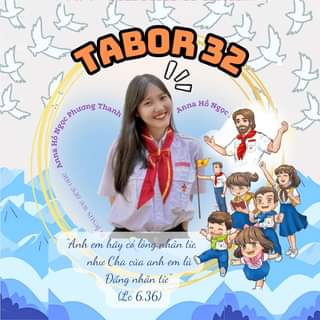 TABOR 32
Anna Hồ Ngọc Phương Thanh
Anna Hồ Ngọc
"Anh em hãy có lòng nhân từ,
như Cha của anh em là
Đấng nhân từ"
(Lc 6,36)